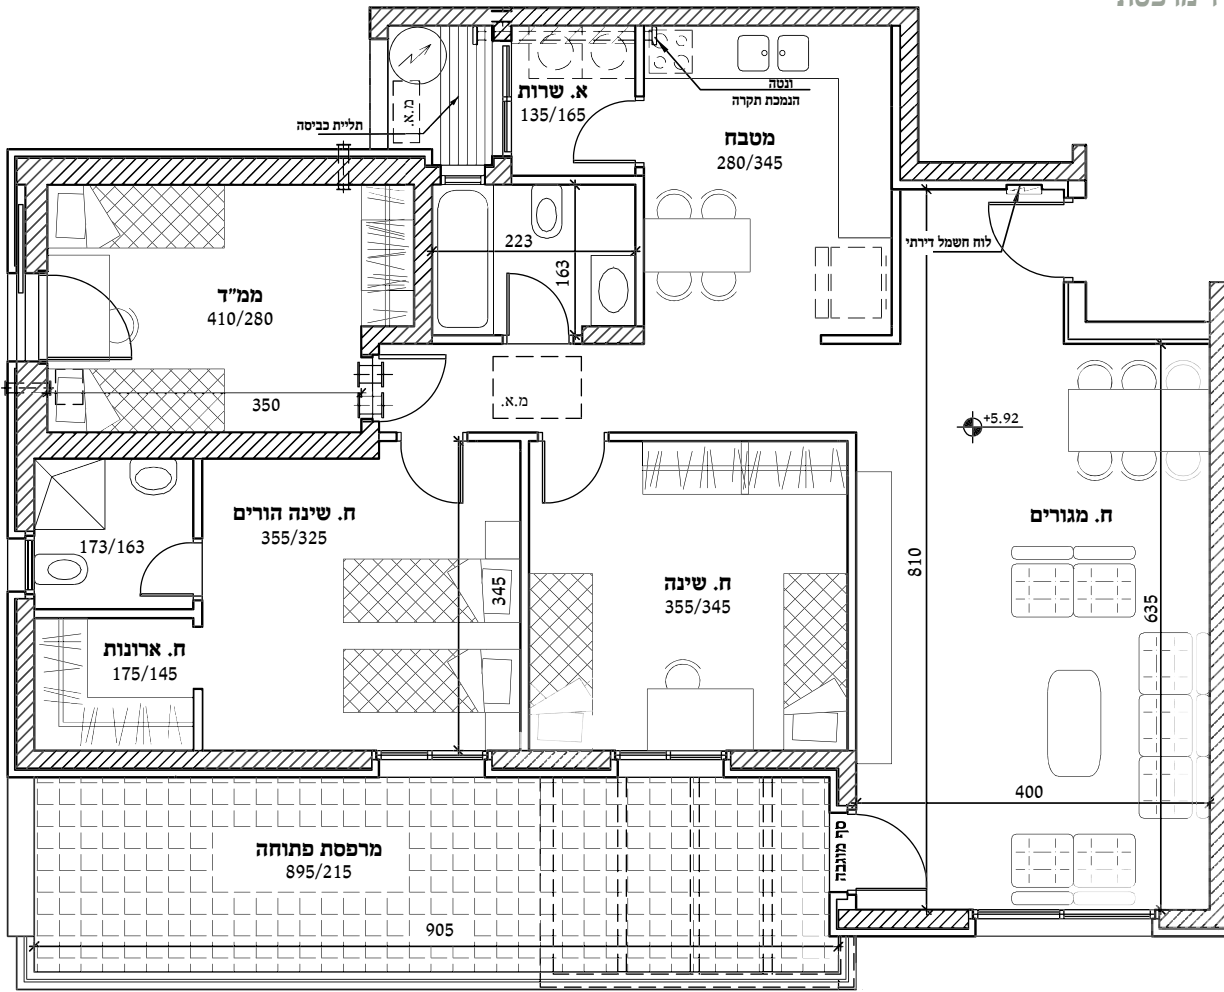 א. שרות
135/165
ונטה
הנמכת תקרה
מ.א.
תליית כביסה
מטבח
280/345
לוח חשמל דירתי
223
163
ממ״ד
410/280
350
מ.א.
+5.92
ח. מגורים
ח. שינה הורים
355/325
173/163
345
ח. שינה
355/345
810
635
ח. ארונות
175/145
400
סף מוגבה
מרפסת פתוחה
895/215
905